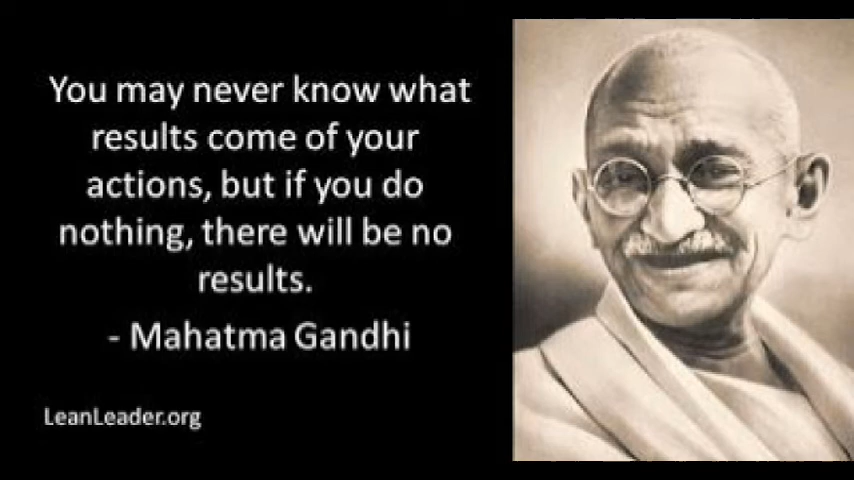 You may never know what
results come of your
actions, but if you do
nothing, there will be no
results.
- Mahatma Gandhi
LeanLeader.org